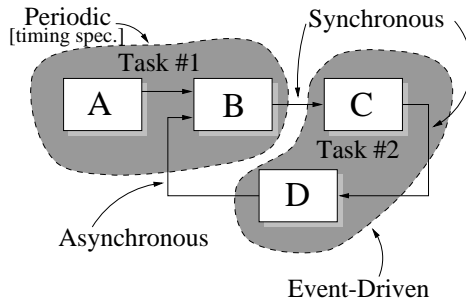 Periodic
[timing spec.]
Synchronous
Task #1
A
B
C
Task #2
D
Asynchronous
Event-Driven